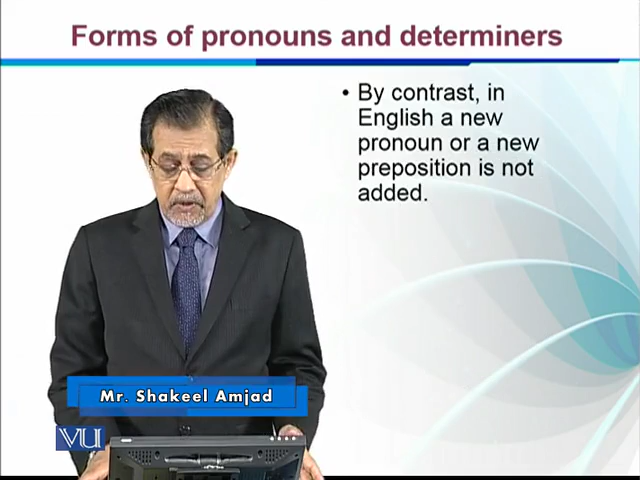 Forms of pronouns and determiners
• By contrast, in
English a new
pronoun or a new
preposition is not
added.
Mr. Shakeel Amjad
VU